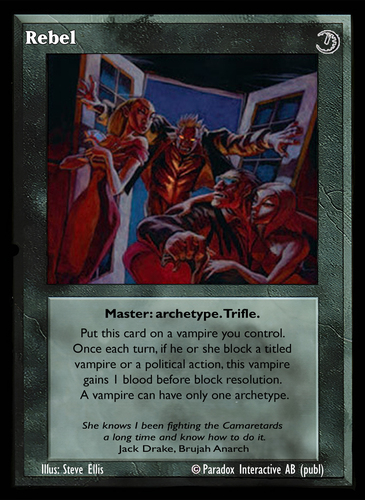 Rebel
Master: archetype. Trifle.
Put this card on a vampire you control.
Once each turn, if he or she block a titled
vampire or a political action, this vampire
gains 1 blood before block resolution.
A vampire can have only one archetype.
She knows I been fighting the Camaretards
a long time and know how to do it.
Jack Drake, Brujah Anarch
Illus: Steve Ellis © Paradox Interactive AB (publ)